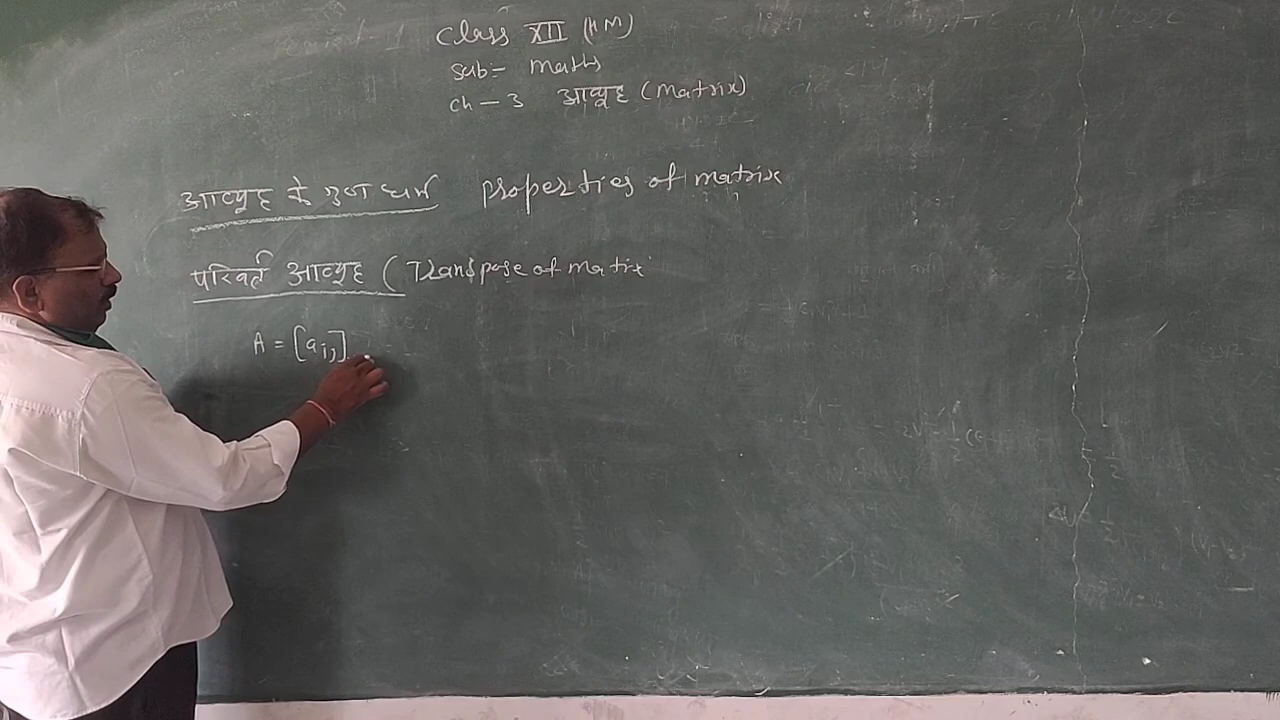 Class XII (HM)
Sub:- Maths
Ch - 3 आव्यूह (Matrix)
आव्यूह के गुण धर्म properties of matrix
परिवर्त आव्यूह (Transpose of matrix
A = [aij]